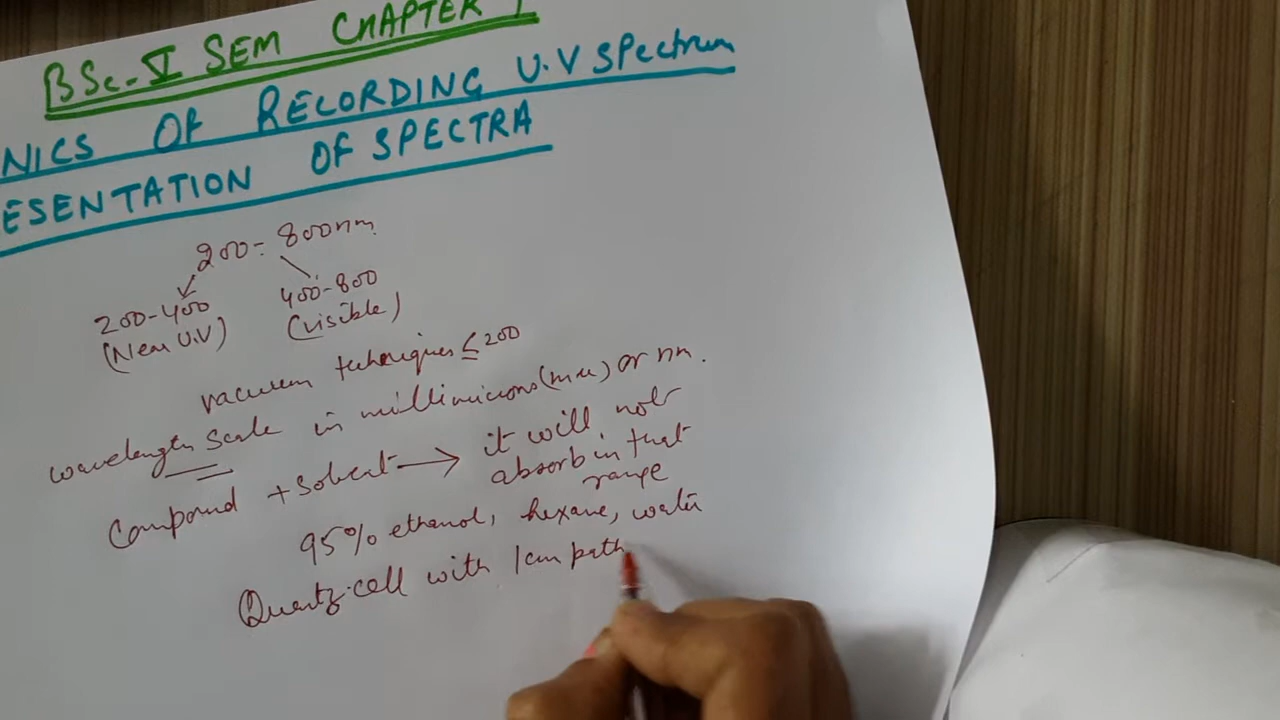 BSc-V SEM CHAPTER 1
NICS OF RECORDING U.V Spectrum
ESENTATION OF SPECTRA
200-800nm
200-400 400-800
(Near U.V) (Visible)
vacuum techniques ≤ 200
wavelength scale in millimicrons (mμ) or nm.
Compound + solvent → it will not
absorb in that
range
95% ethanol, hexane, water
Quartz cell with 1cm path